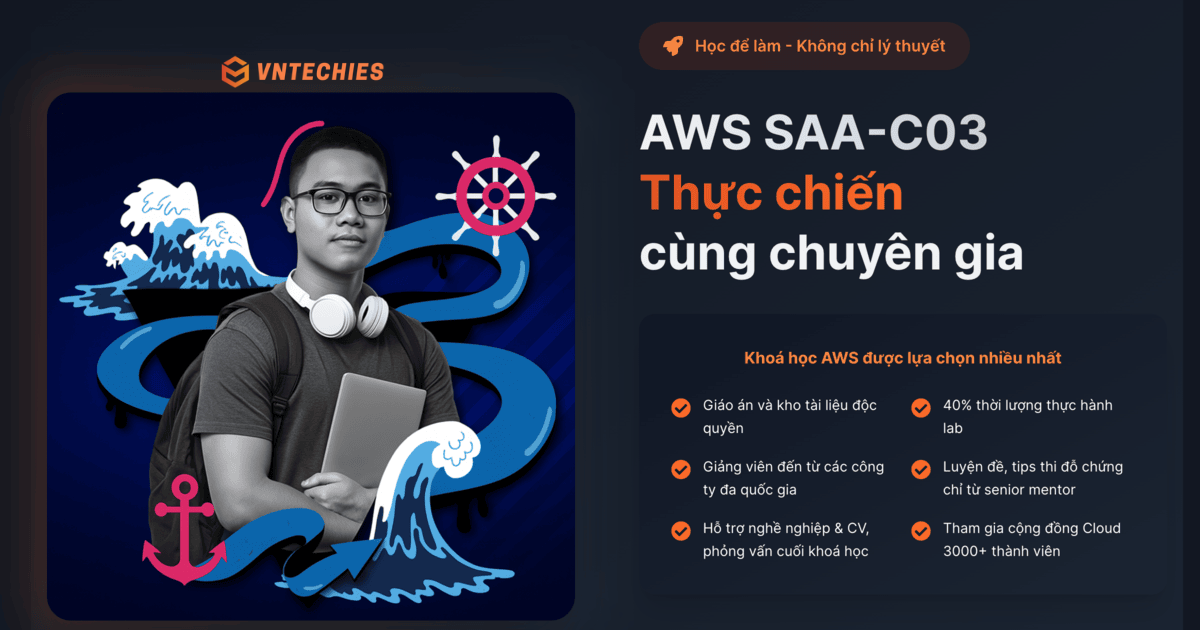 VNTECHIES
Học để làm - Không chỉ lý thuyết
AWS SAA-C03
Thực chiến
cùng chuyên gia
Khoá học AWS được lựa chọn nhiều nhất
Giáo án và kho tài liệu độc
quyền
40% thời lượng thực hành
lab
Giảng viên đến từ các công
ty đa quốc gia
Luyện đề, tips thi đỗ chứng
chỉ từ senior mentor
Hỗ trợ nghề nghiệp & CV,
phỏng vấn cuối khoá học
Tham gia cộng đồng Cloud
3000+ thành viên